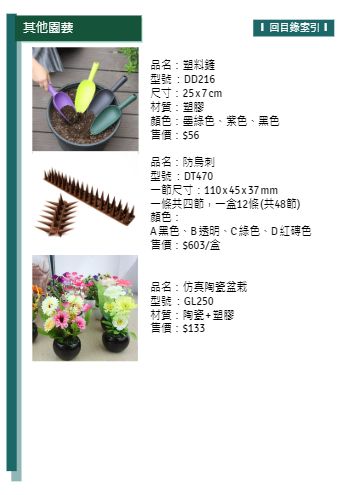 其他園藝
回目錄索引
品名：塑料鏟
型號：DD216
尺寸：25x7cm
材質：塑膠
顏色：墨綠色、紫色、黑色
售價：$56
品名：防鳥刺
型號：DT470
一節尺寸：110x45x37mm
一條共四節，一盒12條(共48節)
顏色：
A黑色、B透明、C綠色、D紅磚色
售價：$603/盒
品名：仿真陶瓷盆栽
型號：GL250
材質：陶瓷+塑膠
售價：$133